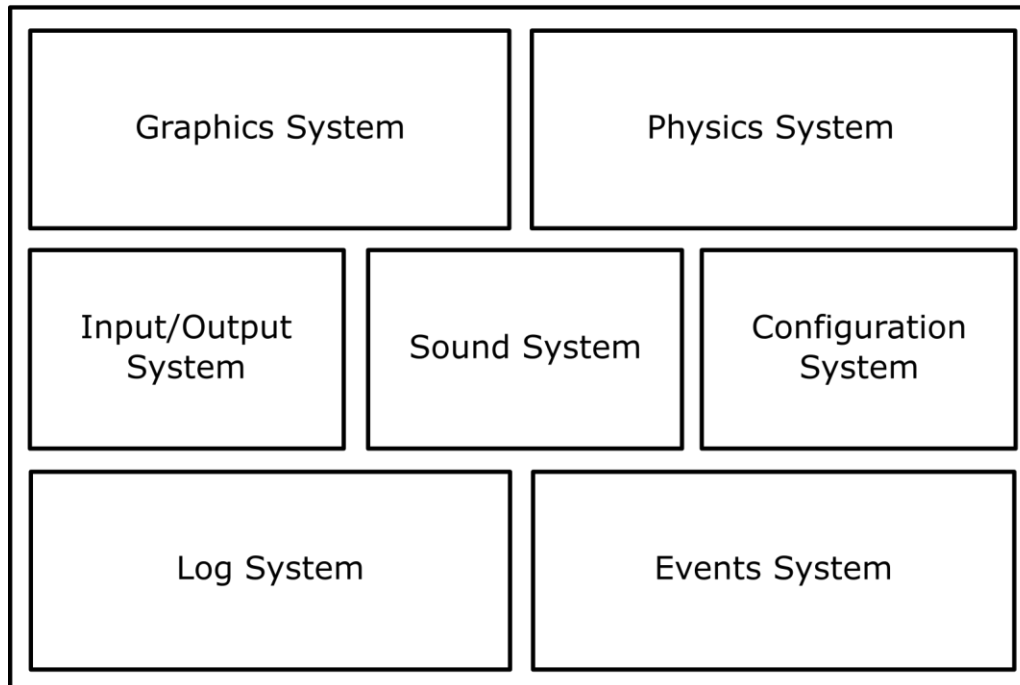 Graphics System
Physics System
Input/Output
System
Sound System
Configuration
System
Log System
Events System